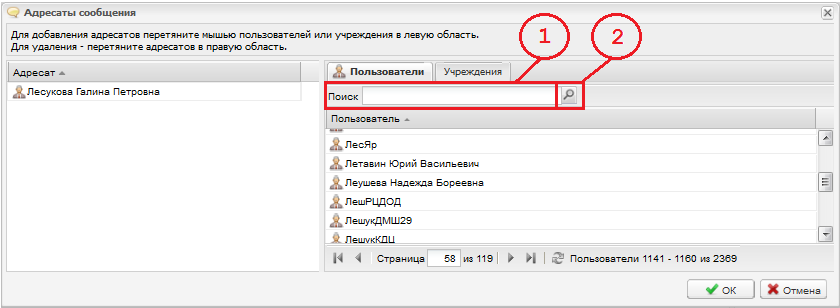 Адресаты сообщения
Для добавления адресатов перетяните мышью пользователей или учреждения в левую область.
Для удаления - перетяните адресатов в правую область.
1
2
Адресат
Лесукова Галина Петровна
Пользователи
Учреждения
Поиск
Пользователь
ЛесЯр
Летавин Юрий Васильевич
Леушева Надежда Бореевна
ЛешРЦДОД
ЛешукДМШ29
ЛешукКДЦ
Страница 58 из 119
Пользователи 1141 - 1160 из 2369
ОК
Отмена